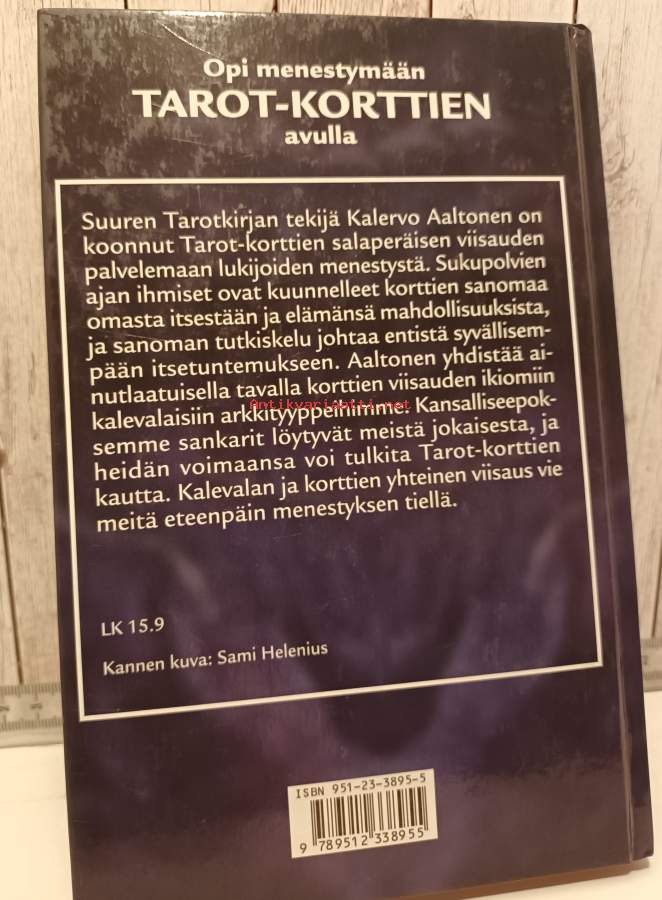 Opi menestymään
TAROT-KORTTIEN
avulla
Suuren Tarotkirjan tekijä Kalervo Aaltonen on
koonnut Tarot-korttien salaperäisen viisauden
palvelemaan lukijoiden menestystä. Sukupolvien
ajan ihmiset ovat kuunnelleet korttien sanomaa
omasta itsestään ja elämänsä mahdollisuuksista,
ja sanoman tutkiskelu johtaa entistä syvällisem-
pään itsetuntemukseen. Aaltonen yhdistää ai-
nutlaatuisella tavalla korttien viisauden ikiomiin
kalevalaisiin arkkityyppeihimme. Kansalliseepok-
semme sankarit löytyvät meistä jokaisesta, ja
heidän voimaansa voi tulkita Tarot-korttien
kautta. Kalevalan ja korttien yhteinen viisaus vie
meitä eteenpäin menestyksen tiellä.
Antikvariaatti.net
LK 15.9
Kannen kuva: Sami Helenius
ISBN 951-23-3895-5
9 789512 338955